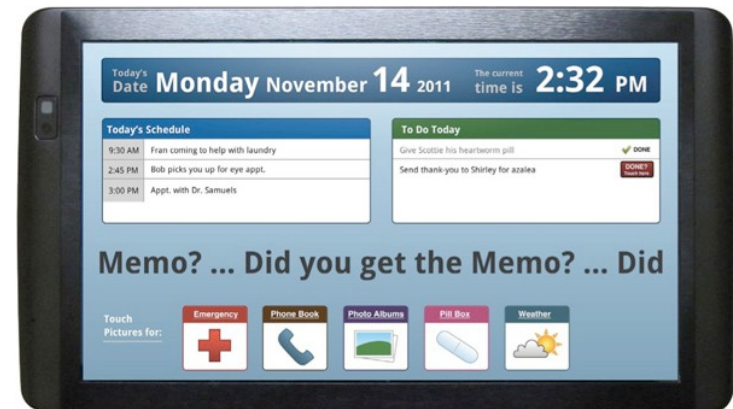 Today's Date Monday November 14 2011 The current time is 2:32 PM
Today's Schedule
9:30 AM Fran coming to help with laundry
2:45 PM Bob picks you up for eye appt.
3:00 PM Appt. with Dr. Samuels
To Do Today
Give Scottie his heartworm pill DONE
Send thank-you to Shirley for azalea DONE? Touch here
Memo? ... Did you get the Memo? ... Did
Touch Pictures for:
Emergency
Phone Book
Photo Albums
Pill Box
Weather